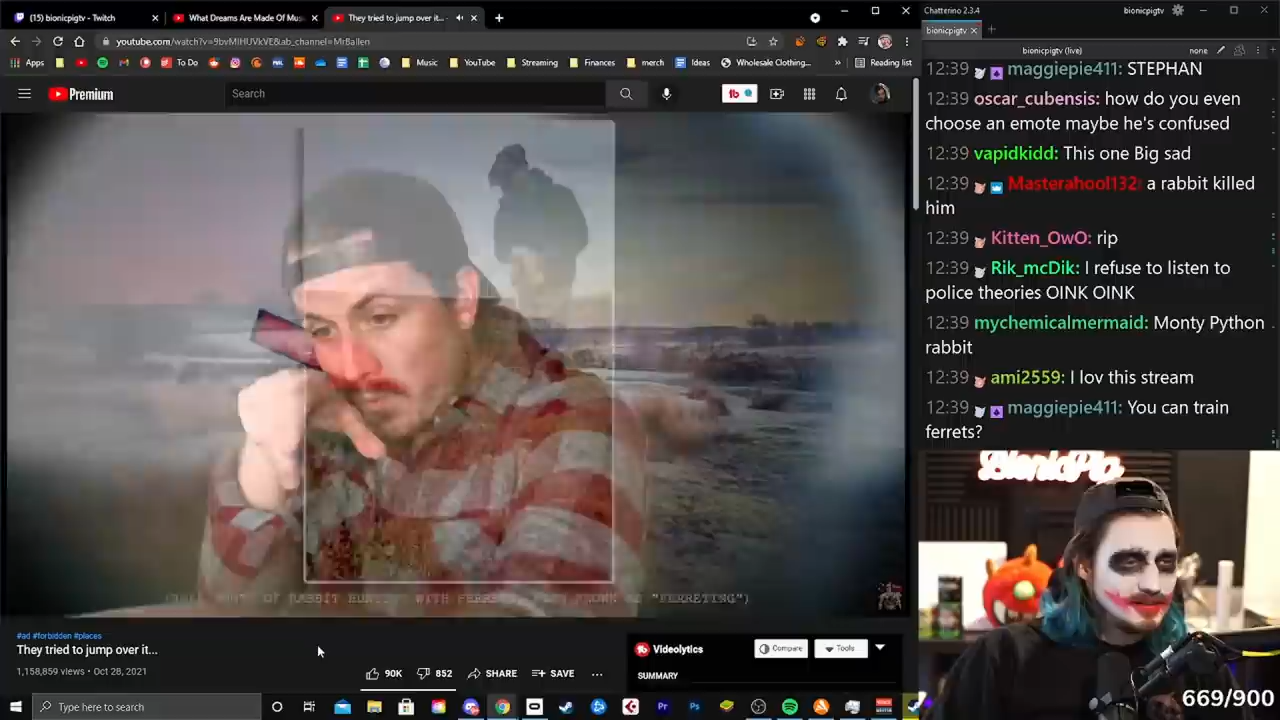 (15) bionicpigtv - Twitch
What Dreams Are Made Of Mus
They tried to jump over it...
Chatterino 2.3.4
bionicpigtv
bionicpigtv
youtube.com/watch?v=9bvMIHUVkVE&ab_channel=MrBallen
bionicpigtv (live)
none
Apps
To Do
Music
YouTube
Streaming
Finances
merch
Ideas
Wholesale Clothing...
Reading list
Premium
Search
12:39 maggiepie411: STEPHAN
12:39 oscar_cubensis: how do you even
choose an emote maybe he's confused
12:39 vapidkidd: This one Big sad
12:39 Masterahool132: a rabbit killed
him
12:39 Kitten_OwO: rip
12:39 Rik_mcDik: I refuse to listen to
police theories OINK OINK
12:39 mychemicalmermaid: Monty Python
rabbit
12:39 ami2559: I lov this stream
12:39 maggiepie411: You can train
ferrets?
BionicPig
OF RABBIT WITH "FERRETING")
#ad #forbidden #places
They tried to jump over it...
1,158,859 views • Oct 28, 2021
90K
852
SHARE
SAVE
Videolytics
Compare
Tools
SUMMARY
Type here to search
669/900